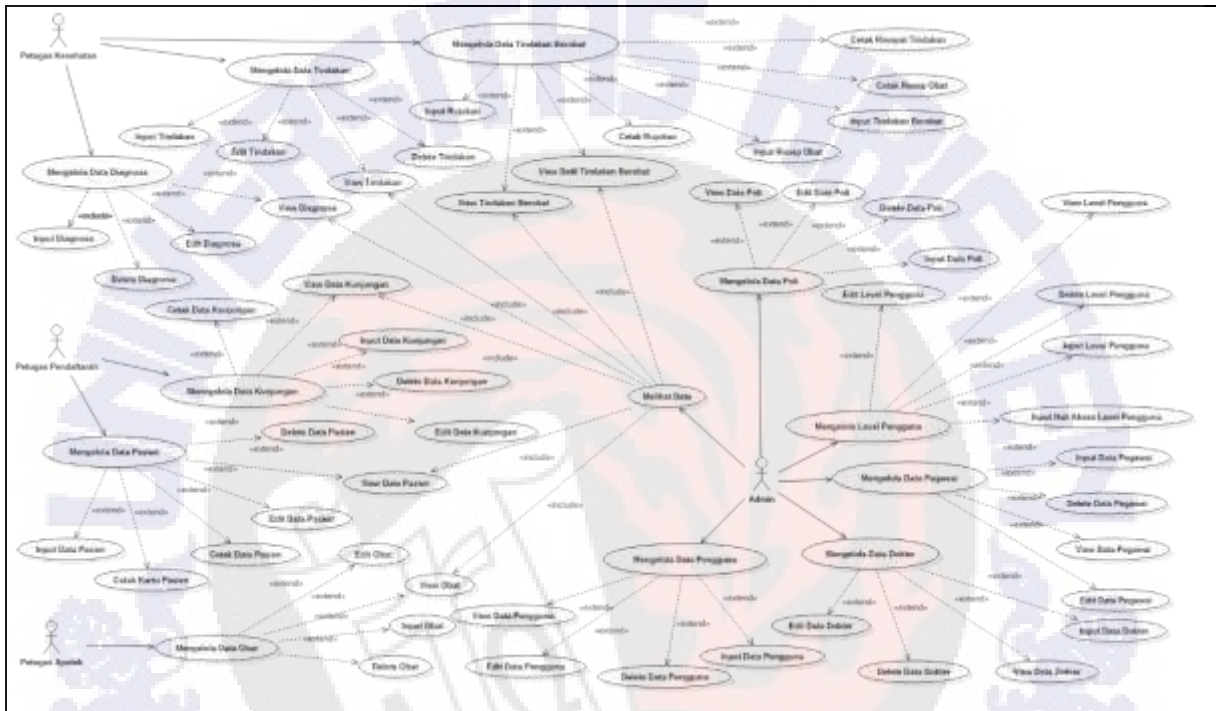 Petugas Kesehatan
Mengelola Data Tindakan Berobat
«extend»
Cetak Riwayat Tindakan
Mengelola Data Tindakan
«extend»
Cetak Resep Obat
Input Rujukan
Input Tindakan Berobat
Input Tindakan
Edit Tindakan
Cetak Rujukan
Delete Tindakan
Input Resep Obat
Mengelola Data Diagnosa
View Tindakan
View Detil Tindakan Berobat
View Tindakan Berobat
View Data Poli
Edit Data Poli
View Diagnosa
Delete Data Poli
View Level Pengguna
«include»
Input Diagnosa
Edit Diagnosa
Input Data Poli
Delete Diagnosa
Mengelola Data Poli
View Data Kunjungan
Edit Level Pengguna
Delete Level Pengguna
Cetak Data Kunjungan
«include»
Petugas Pendaftaran
Input Data Kunjungan
Input Level Pengguna
Mengelola Data Kunjungan
Delete Data Kunjungan
Melihat Data
Input Hak Akses Level Pengguna
Delete Data Pasien
Edit Data Kunjungan
Mengelola Level Pengguna
Mengelola Data Pasien
Input Data Pegawai
View Data Pasien
Admin
Mengelola Data Pegawai
Delete Data Pegawai
Edit Data Pasien
Input Data Pasien
Cetak Data Pasien
Edit Obat
View Data Pegawai
Cetak Kartu Pasien
Mengelola Data Pengguna
Mengelola Data Dokter
View Obat
Edit Data Pegawai
View Data Pengguna
Input Obat
Edit Data Dokter
Input Data Dokter
Petugas Apotek
Mengelola Data Obat
Delete Obat
Edit Data Pengguna
Input Data Pengguna
Delete Data Pengguna
Delete Data Dokter
View Data Dokter